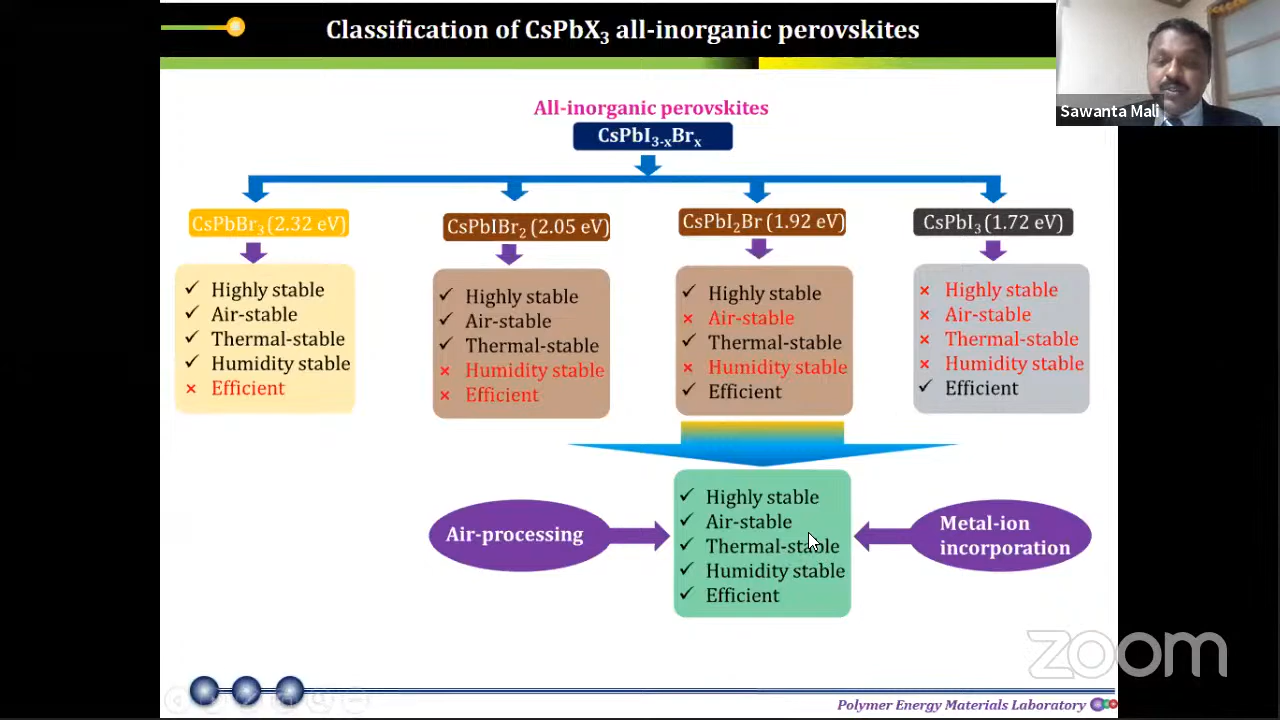 Classification of CsPbX₃ all-inorganic perovskites
Sawanta Mali
All-inorganic perovskites
CsPbI₃₋ₓBrₓ
CsPbBr₃ (2.32 eV)
✓ Highly stable
✓ Air-stable
✓ Thermal-stable
✓ Humidity stable
× Efficient
CsPbIBr₂ (2.05 eV)
✓ Highly stable
✓ Air-stable
✓ Thermal-stable
× Humidity stable
× Efficient
CsPbI₂Br (1.92 eV)
✓ Highly stable
× Air-stable
✓ Thermal-stable
× Humidity stable
✓ Efficient
CsPbI₃ (1.72 eV)
× Highly stable
× Air-stable
× Thermal-stable
× Humidity stable
✓ Efficient
Air-processing
✓ Highly stable
✓ Air-stable
✓ Thermal-stable
✓ Humidity stable
✓ Efficient
Metal-ion
incorporation
zoom
Polymer Energy Materials Laboratory